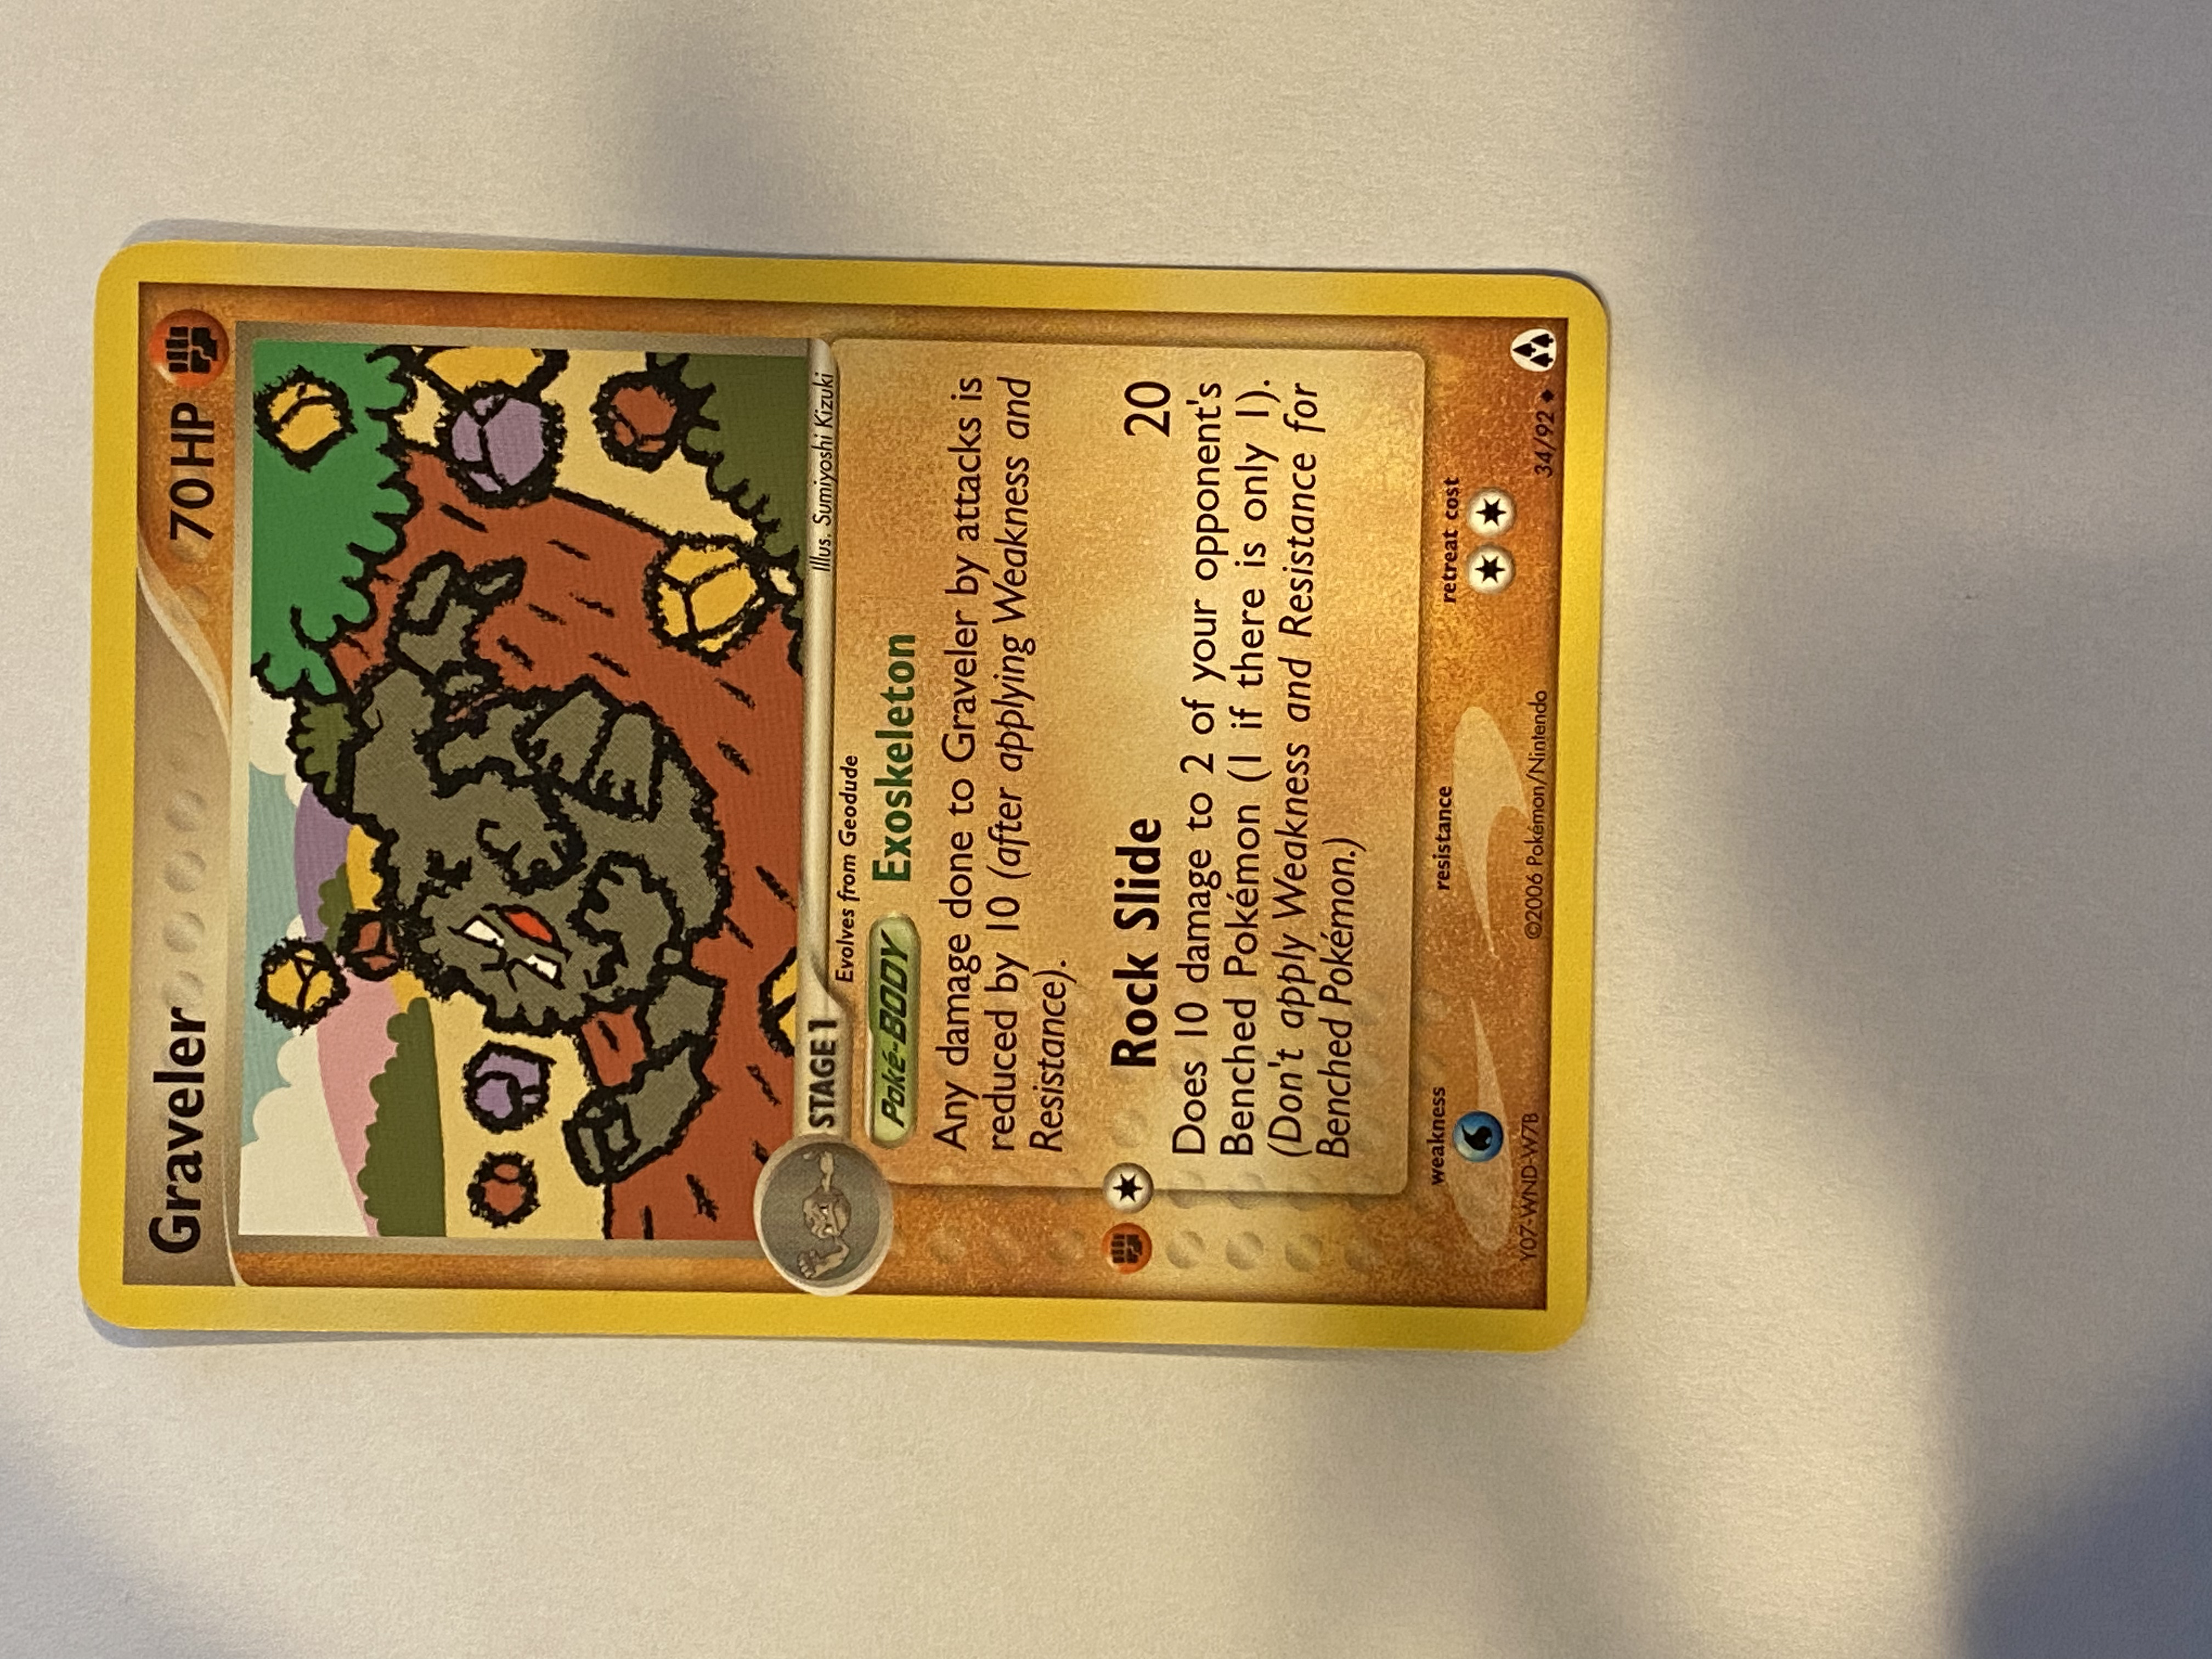 Graveler
70 HP
STAGE 1
Illus. Sumiyoshi Kizuki
Evolves from Geodude
Poké-BODY Exoskeleton
Any damage done to Graveler by attacks is
reduced by 10 (after applying Weakness and
Resistance).
Rock Slide 20
Does 10 damage to 2 of your opponent's
Benched Pokémon (1 if there is only 1).
(Don't apply Weakness and Resistance for
Benched Pokémon.)
weakness resistance retreat cost
Y07-WND-W7B ©2006 Pokémon/Nintendo 34/92